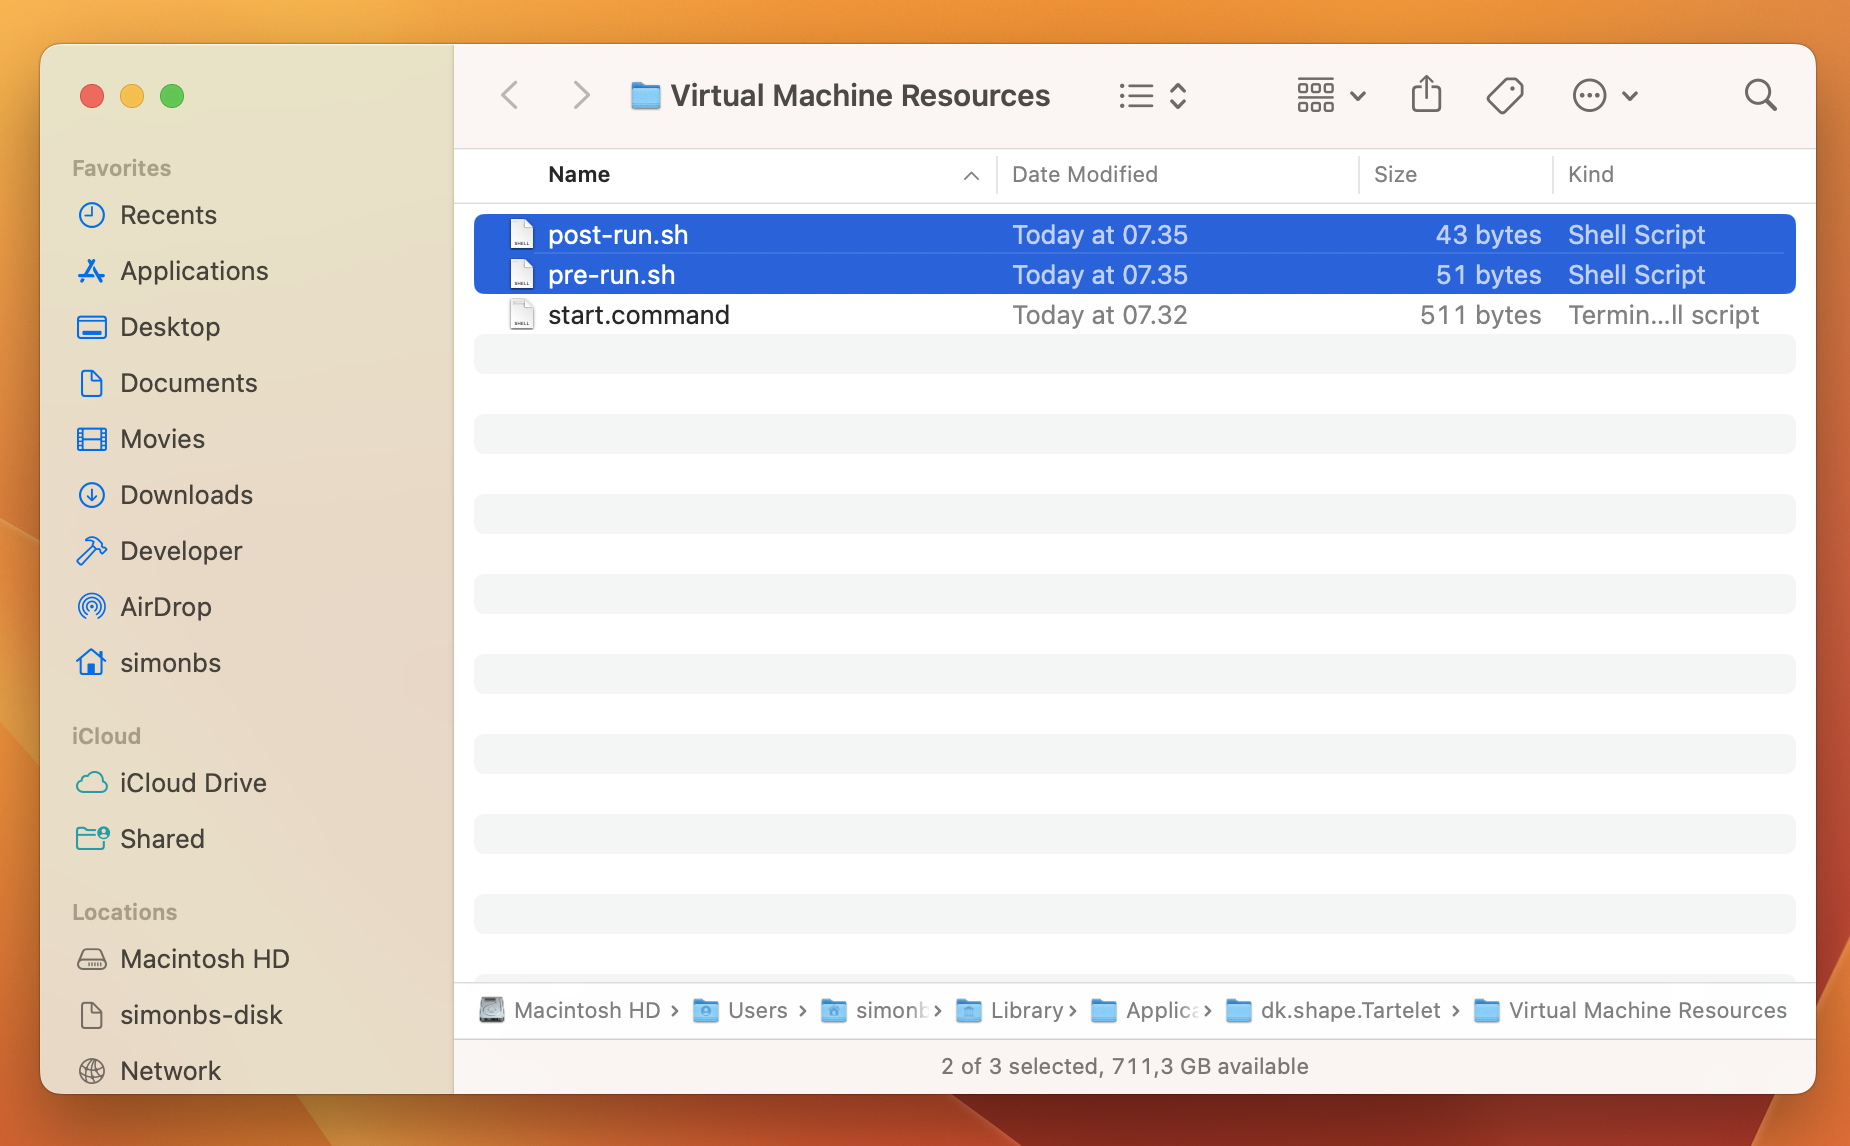 Virtual Machine Resources
Favorites
Recents
Applications
Desktop
Documents
Movies
Downloads
Developer
AirDrop
simonbs
iCloud
iCloud Drive
Shared
Locations
Macintosh HD
simonbs-disk
Network
Name Date Modified Size Kind
post-run.sh Today at 07.35 43 bytes Shell Script
pre-run.sh Today at 07.35 51 bytes Shell Script
start.command Today at 07.32 511 bytes Termin...ll script
Macintosh HD › Users › simonb › Library › Applica › dk.shape.Tartelet › Virtual Machine Resources
2 of 3 selected, 711,3 GB available